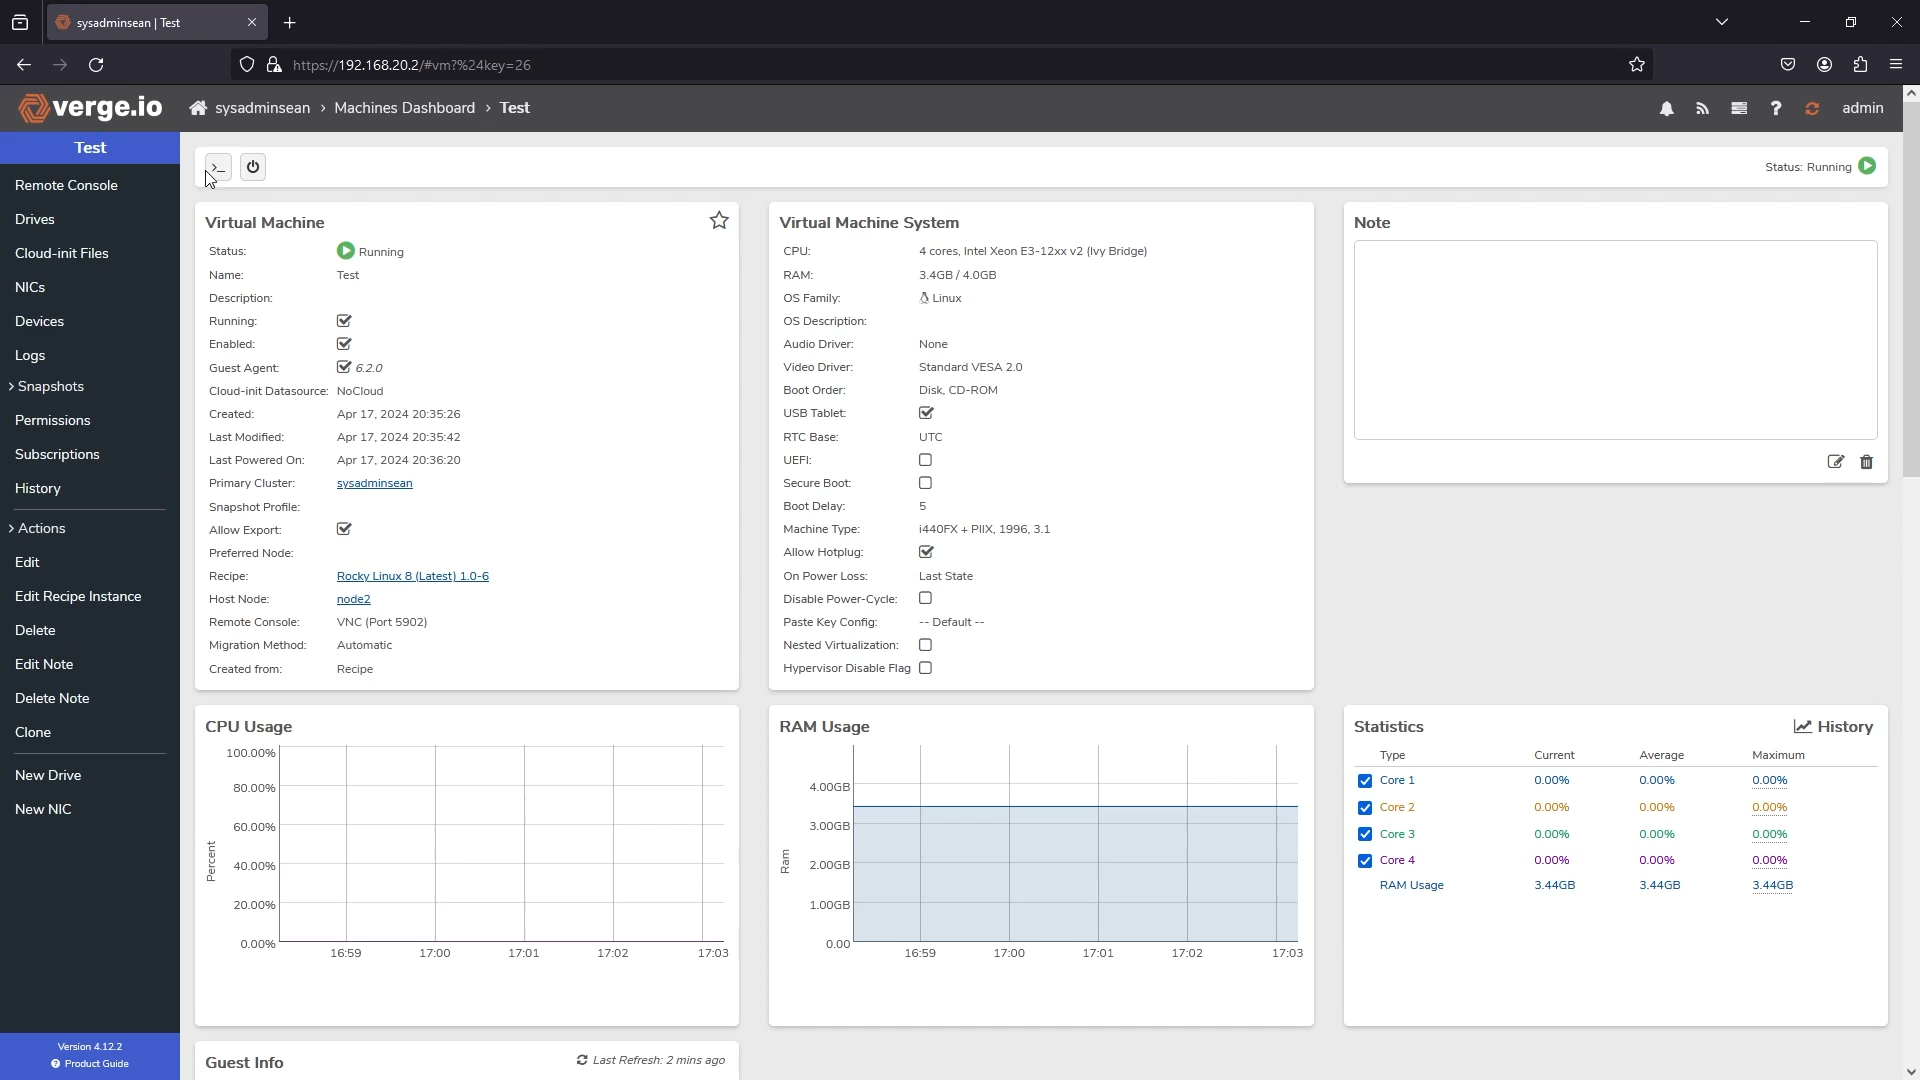 sysadminsean | Test
https://192.168.20.2/#vm?%24key=26
verge.io
sysadminsean › Machines Dashboard › Test
admin
Test
Remote Console
Drives
Cloud-init Files
NICs
Devices
Logs
Snapshots
Permissions
Subscriptions
History
Actions
Edit
Edit Recipe Instance
Delete
Edit Note
Delete Note
Clone
New Drive
New NIC
Version 4.12.2
Product Guide
Status: Running
Virtual Machine
Status: Running
Name: Test
Description:
Running:
Enabled:
Guest Agent: 6.2.0
Cloud-init Datasource: NoCloud
Created: Apr 17, 2024 20:35:26
Last Modified: Apr 17, 2024 20:35:42
Last Powered On: Apr 17, 2024 20:36:20
Primary Cluster: sysadminsean
Snapshot Profile:
Allow Export:
Preferred Node:
Recipe: Rocky Linux 8 (Latest) 1.0-6
Host Node: node2
Remote Console: VNC (Port 5902)
Migration Method: Automatic
Created from: Recipe
Virtual Machine System
CPU: 4 cores, Intel Xeon E3-12xx v2 (Ivy Bridge)
RAM: 3.4GB / 4.0GB
OS Family: Linux
OS Description:
Audio Driver: None
Video Driver: Standard VESA 2.0
Boot Order: Disk, CD-ROM
USB Tablet:
RTC Base: UTC
UEFI:
Secure Boot:
Boot Delay: 5
Machine Type: i440FX + PIIX, 1996, 3.1
Allow Hotplug:
On Power Loss: Last State
Disable Power-Cycle:
Paste Key Config: -- Default --
Nested Virtualization:
Hypervisor Disable Flag
Note
CPU Usage
100.00%
80.00%
60.00%
40.00%
20.00%
0.00%
Percent
16:59 17:00 17:01 17:02 17:03
RAM Usage
4.00GB
3.00GB
2.00GB
1.00GB
0.00
Ram
16:59 17:00 17:01 17:02 17:03
Statistics History
Type Current Average Maximum
Core 1 0.00% 0.00% 0.00%
Core 2 0.00% 0.00% 0.00%
Core 3 0.00% 0.00% 0.00%
Core 4 0.00% 0.00% 0.00%
RAM Usage 3.44GB 3.44GB 3.44GB
Guest Info Last Refresh: 2 mins ago